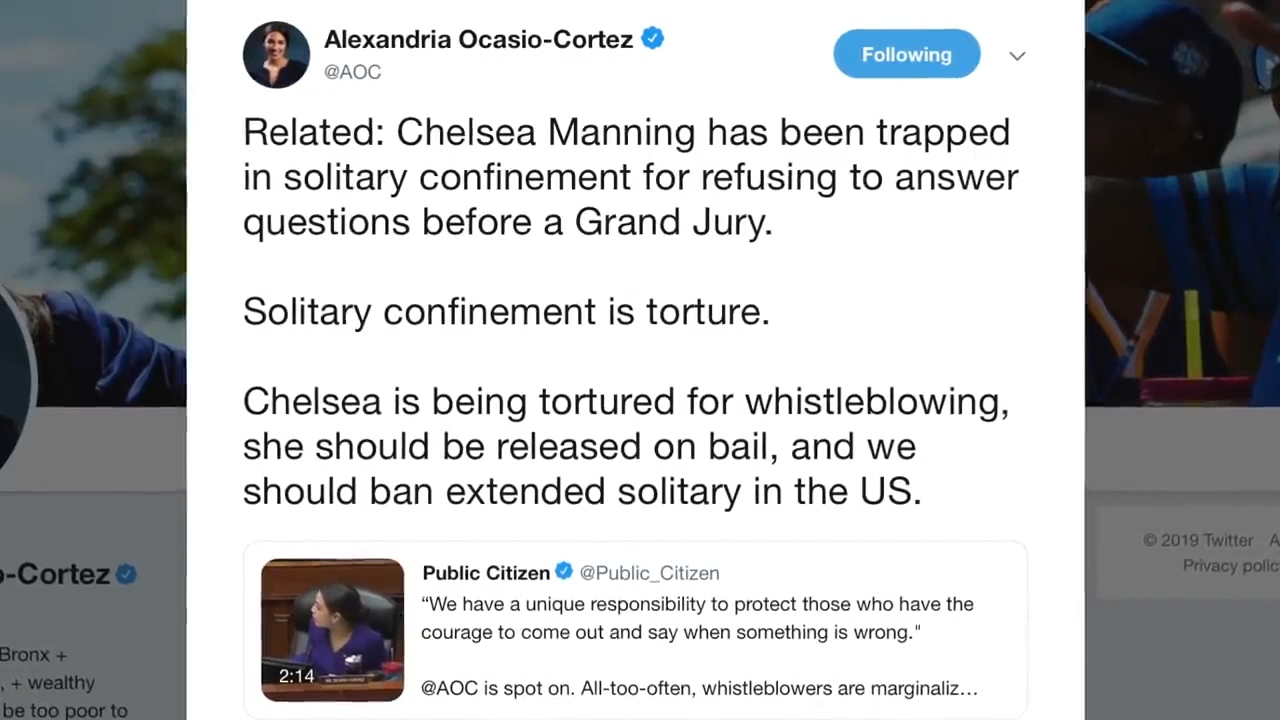 Alexandria Ocasio-Cortez
@AOC
Following
Related: Chelsea Manning has been trapped
in solitary confinement for refusing to answer
questions before a Grand Jury.
Solitary confinement is torture.
Chelsea is being tortured for whistleblowing,
she should be released on bail, and we
should ban extended solitary in the US.
Public Citizen @Public_Citizen
“We have a unique responsibility to protect those who have the
courage to come out and say when something is wrong."
@AOC is spot on. All-too-often, whistleblowers are marginaliz…
2:14
o-Cortez
Bronx +
, + wealthy
be too poor to
© 2019 Twitter
Privacy polic